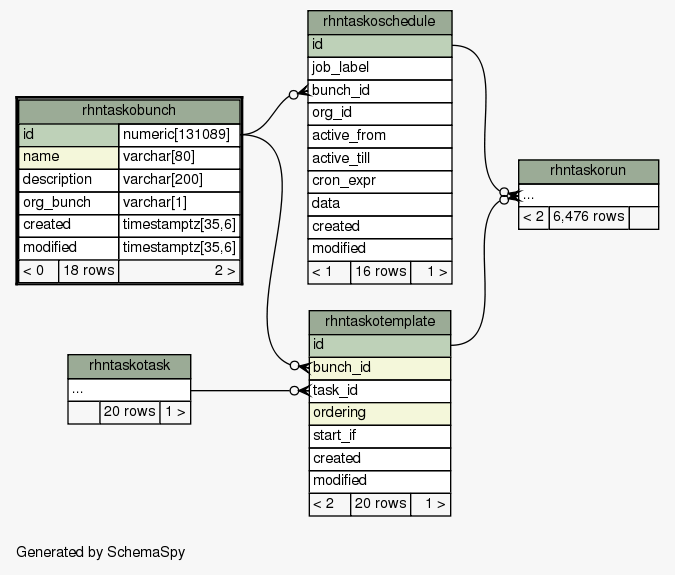 rhntaskobunch
id numeric[131089]
name varchar[80]
description varchar[200]
org_bunch varchar[1]
created timestamptz[35,6]
modified timestamptz[35,6]
< 0 18 rows 2 >
rhntaskoschedule
id
job_label
bunch_id
org_id
active_from
active_till
cron_expr
data
created
modified
< 1 16 rows 1 >
rhntaskorun
...
< 2 6,476 rows
rhntaskotask
...
20 rows 1 >
rhntaskotemplate
id
bunch_id
task_id
ordering
start_if
created
modified
< 2 20 rows 1 >
Generated by SchemaSpy